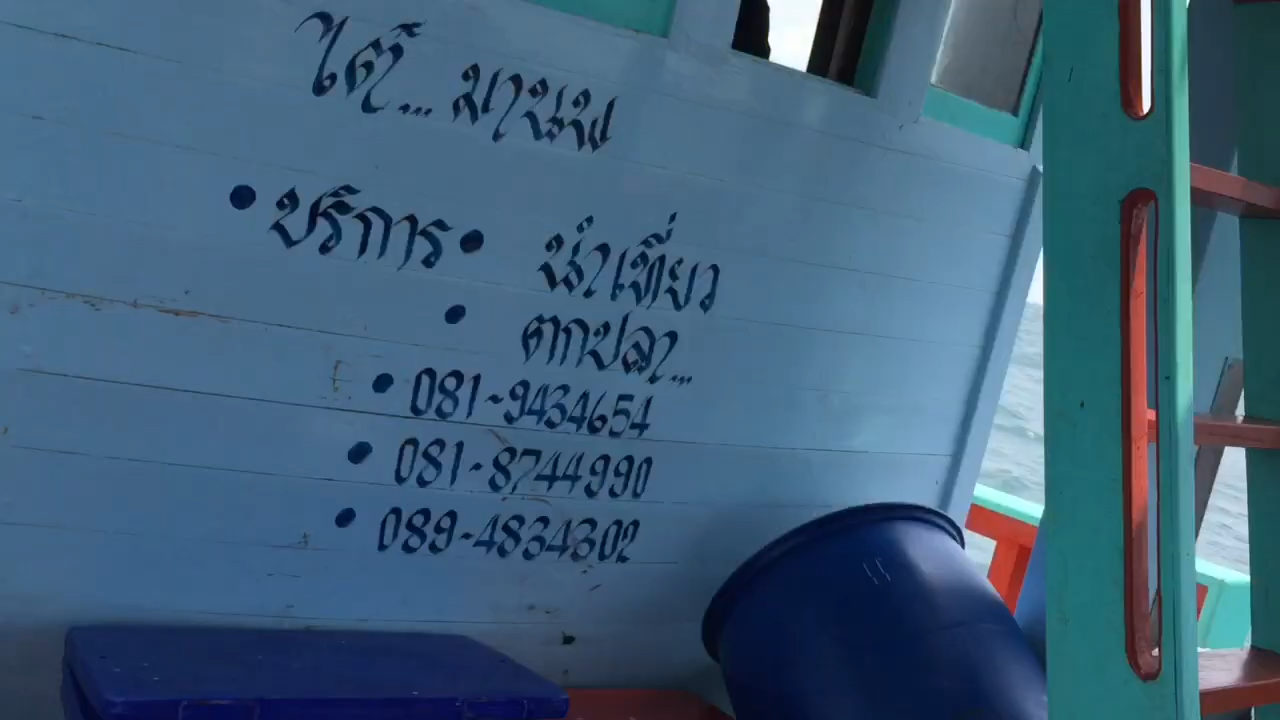 ไต๋... มานพ
• บริการ • นำเที่ยว
• ตกปลา...
• 081-9434654
• 081-8744990
• 089-4834302